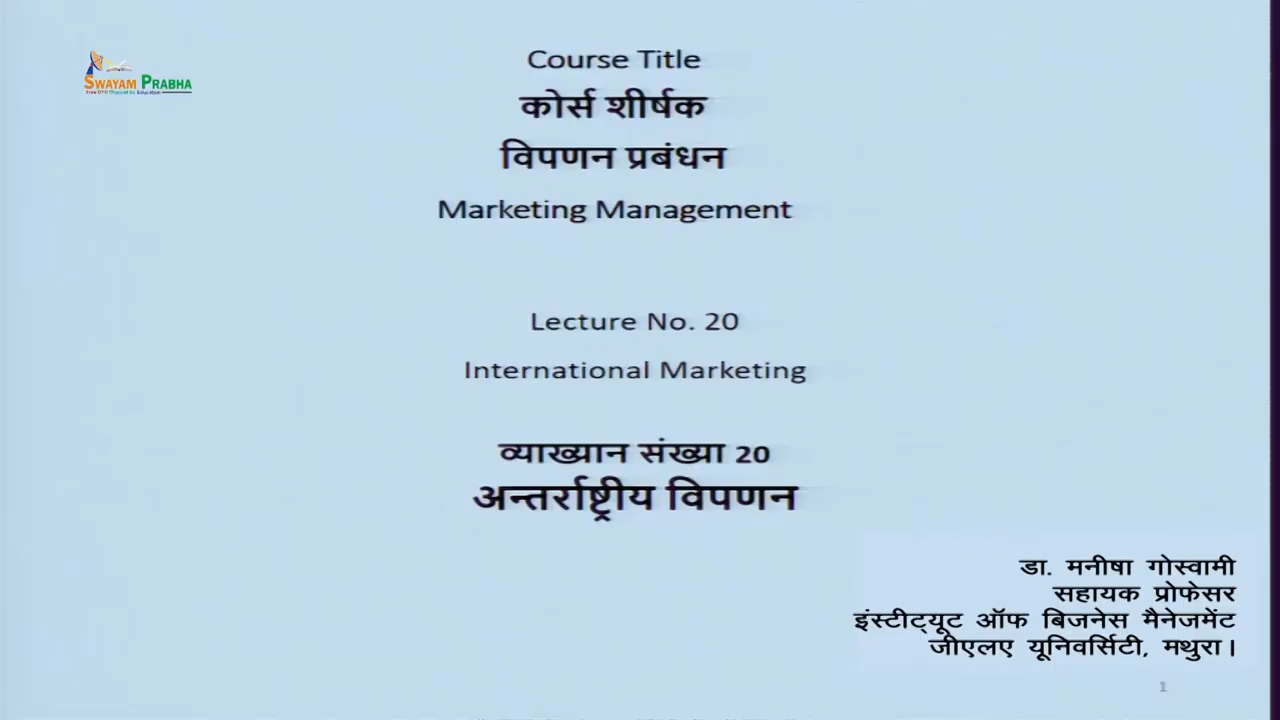 SWAYAM PRABHA
Course Title
कोर्स शीर्षक
विपणन प्रबंधन
Marketing Management
Lecture No. 20
International Marketing
व्याख्यान संख्या 20
अन्तर्राष्ट्रीय विपणन
डा. मनीषा गोस्वामी
सहायक प्रोफेसर
इंस्टीट्यूट ऑफ बिजनेस मैनेजमेंट
जीएलए यूनिवर्सिटी, मथुरा।
1